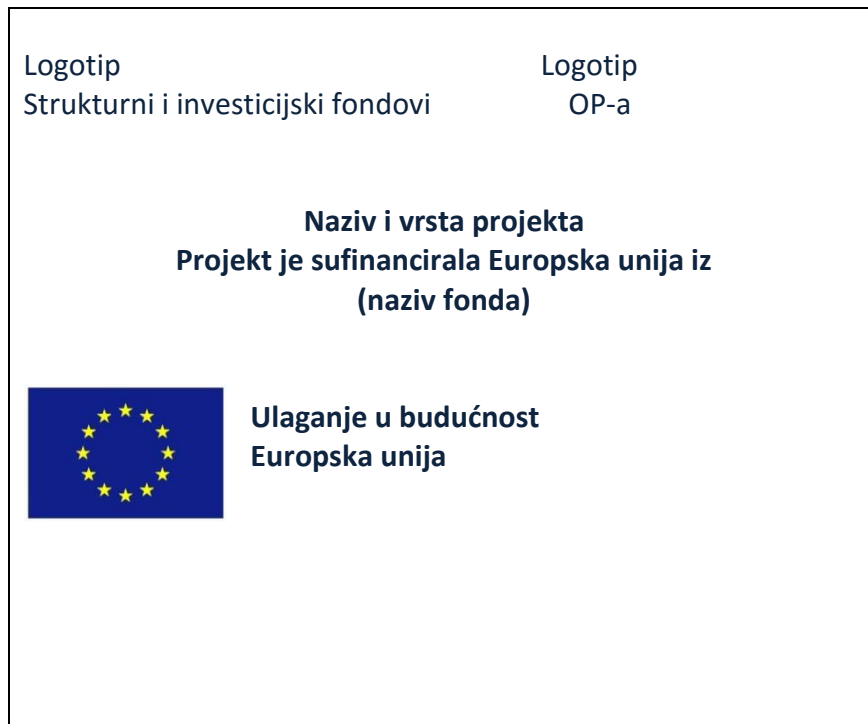 Logotip Logotip
Strukturni i investicijski fondovi OP-a
Naziv i vrsta projekta
Projekt je sufinancirala Europska unija iz
(naziv fonda)
Ulaganje u budućnost
Europska unija